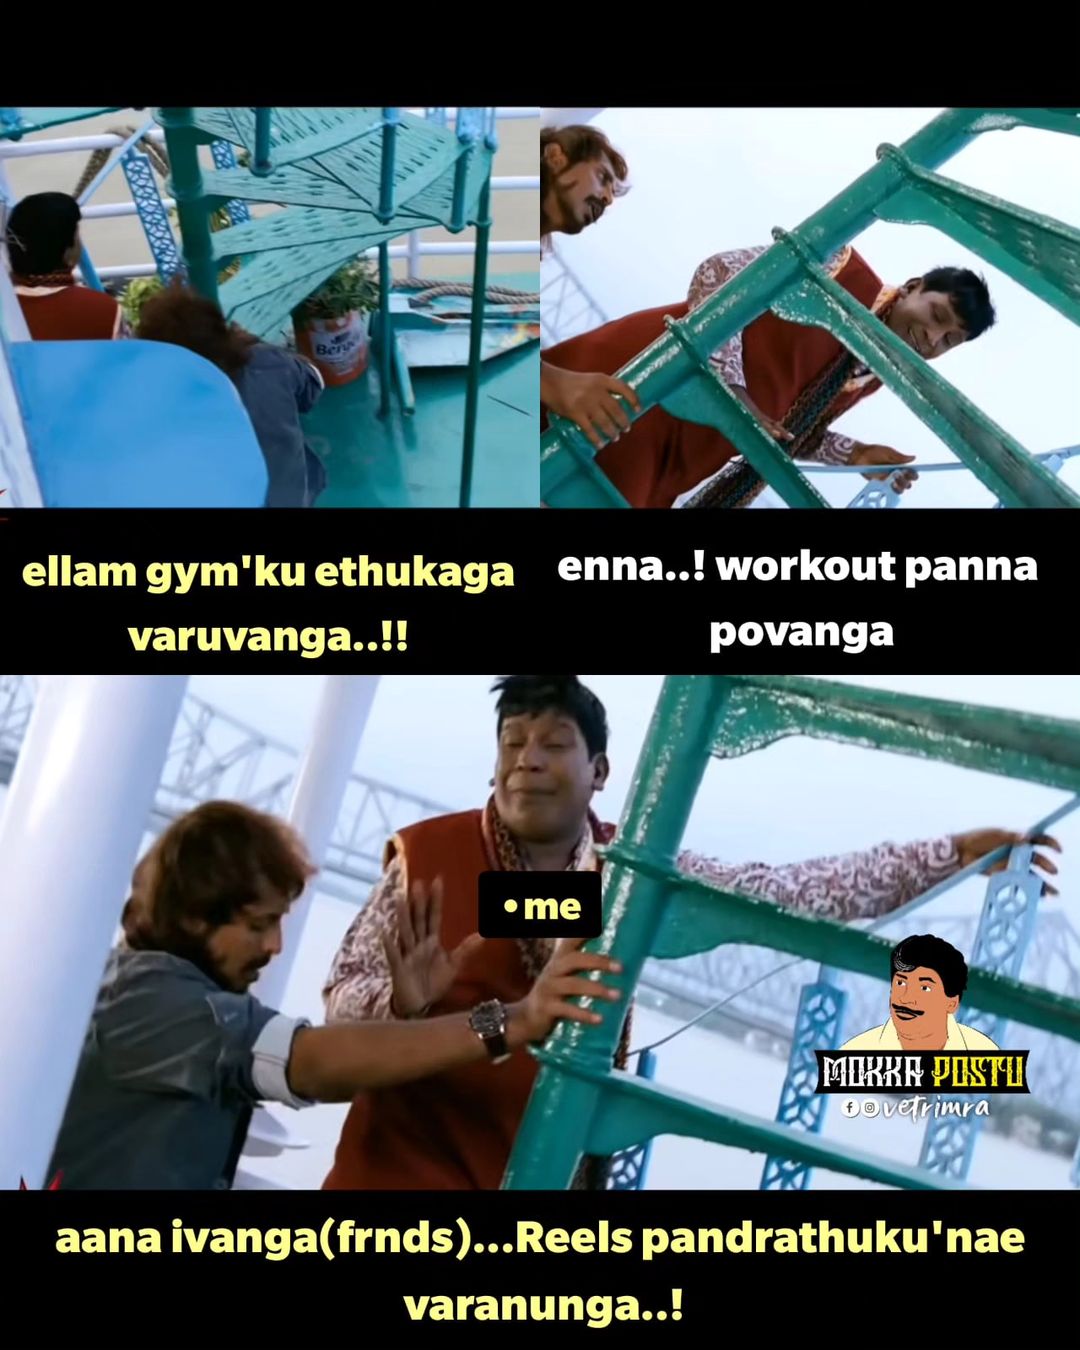 Berger
ellam gym'ku ethukaga
varuvanga..!!
enna..! workout panna
povanga
•me
MOKKA POSTU
vetrimra
aana ivanga(frnds)...Reels pandrathuku'nae
varanunga..!